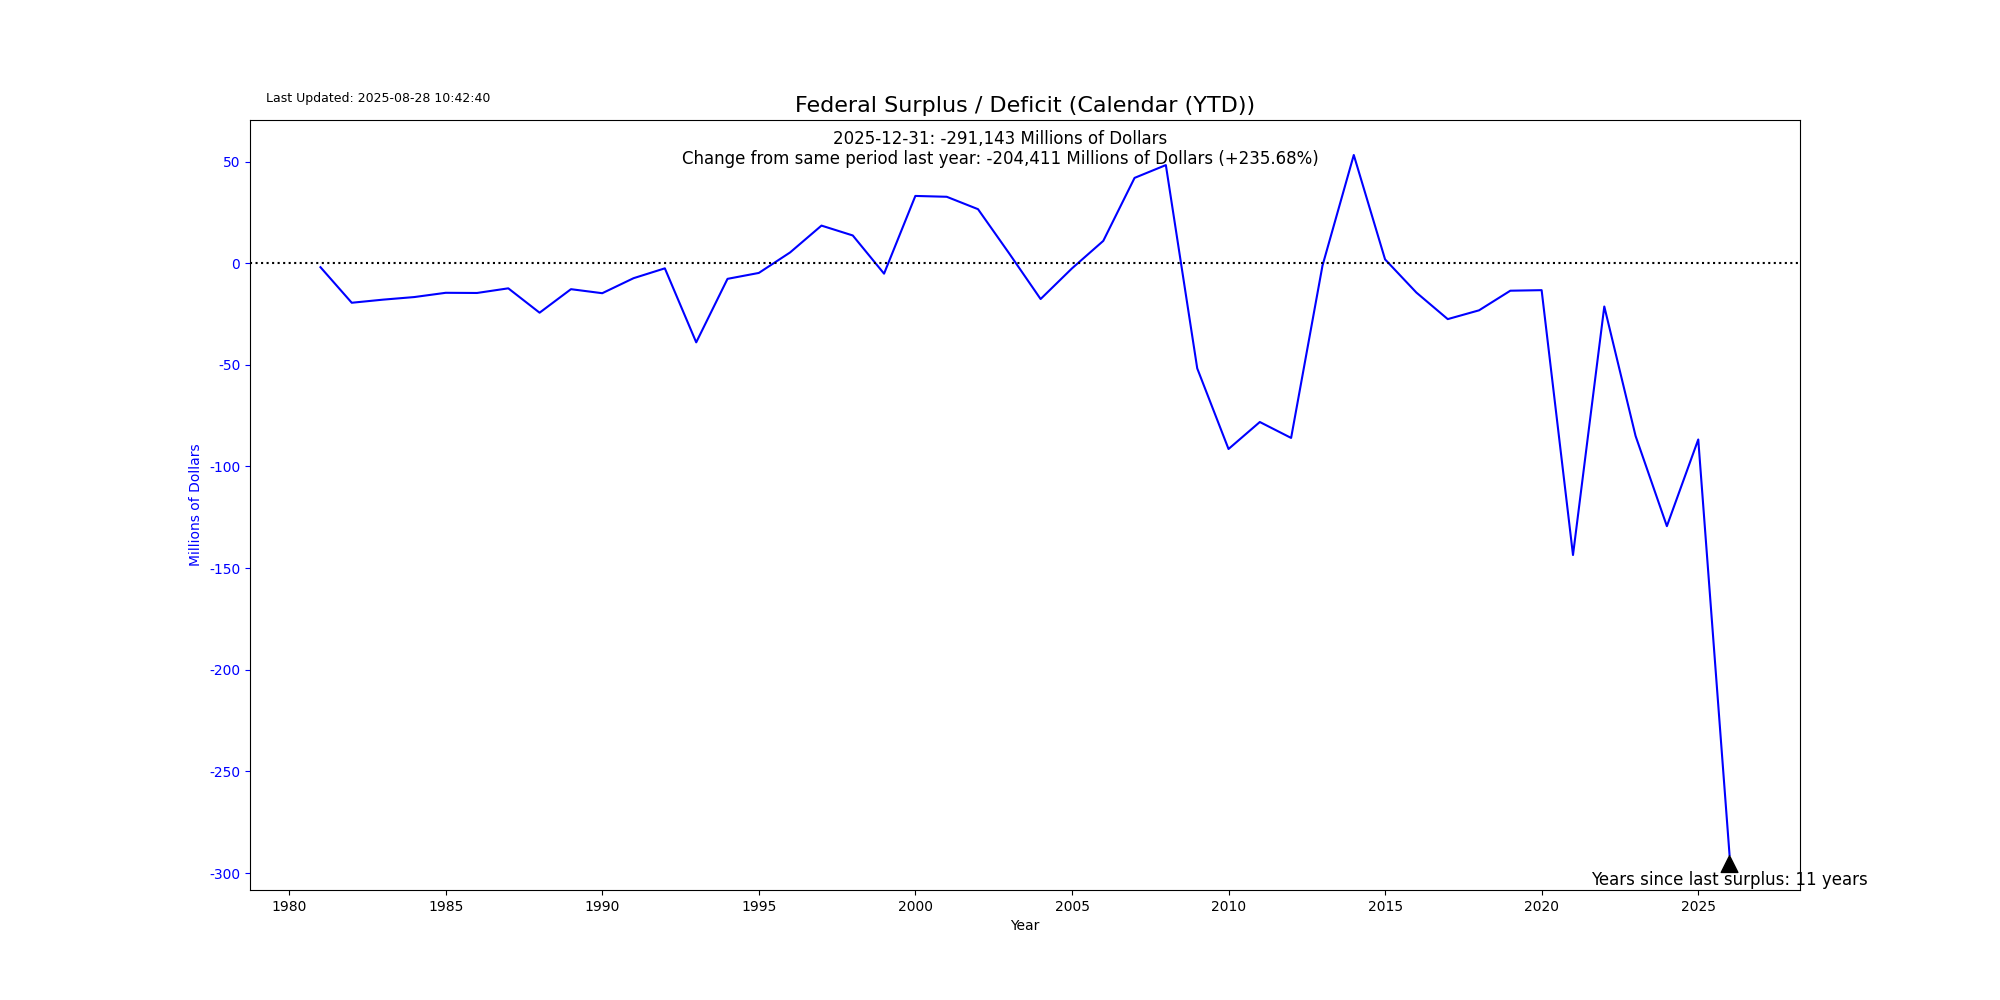 Last Updated: 2025-08-28 10:42:40
Federal Surplus / Deficit (Calendar (YTD))
2025-12-31: -291,143 Millions of Dollars
Change from same period last year: -204,411 Millions of Dollars (+235.68%)
50
0
-50
-100
-150
-200
-250
-300
Millions of Dollars
Years since last surplus: 11 years
1980
1985
1990
1995
2000
2005
2010
2015
2020
2025
Year